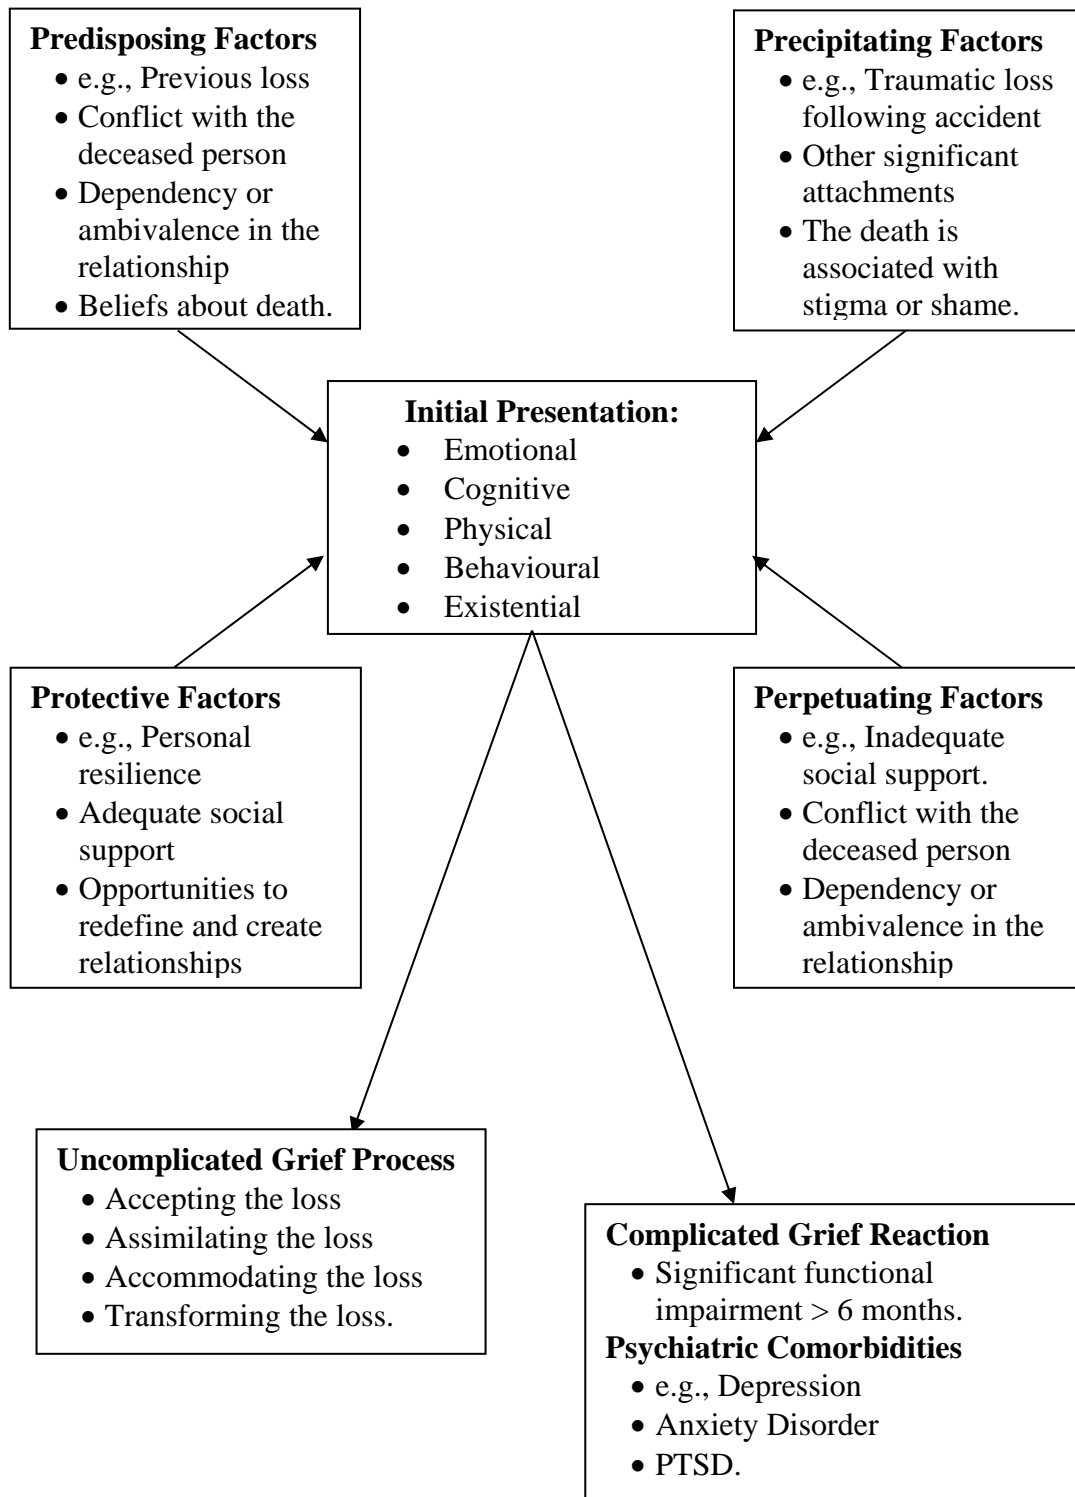 Predisposing Factors
• e.g., Previous loss
• Conflict with the
deceased person
• Dependency or
ambivalence in the
relationship
• Beliefs about death.
Precipitating Factors
• e.g., Traumatic loss
following accident
• Other significant
attachments
• The death is
associated with
stigma or shame.
Initial Presentation:
• Emotional
• Cognitive
• Physical
• Behavioural
• Existential
Protective Factors
• e.g., Personal
resilience
• Adequate social
support
• Opportunities to
redefine and create
relationships
Perpetuating Factors
• e.g., Inadequate
social support.
• Conflict with the
deceased person
• Dependency or
ambivalence in the
relationship
Uncomplicated Grief Process
• Accepting the loss
• Assimilating the loss
• Accommodating the loss
• Transforming the loss.
Complicated Grief Reaction
• Significant functional
impairment > 6 months.
Psychiatric Comorbidities
• e.g., Depression
• Anxiety Disorder
• PTSD.